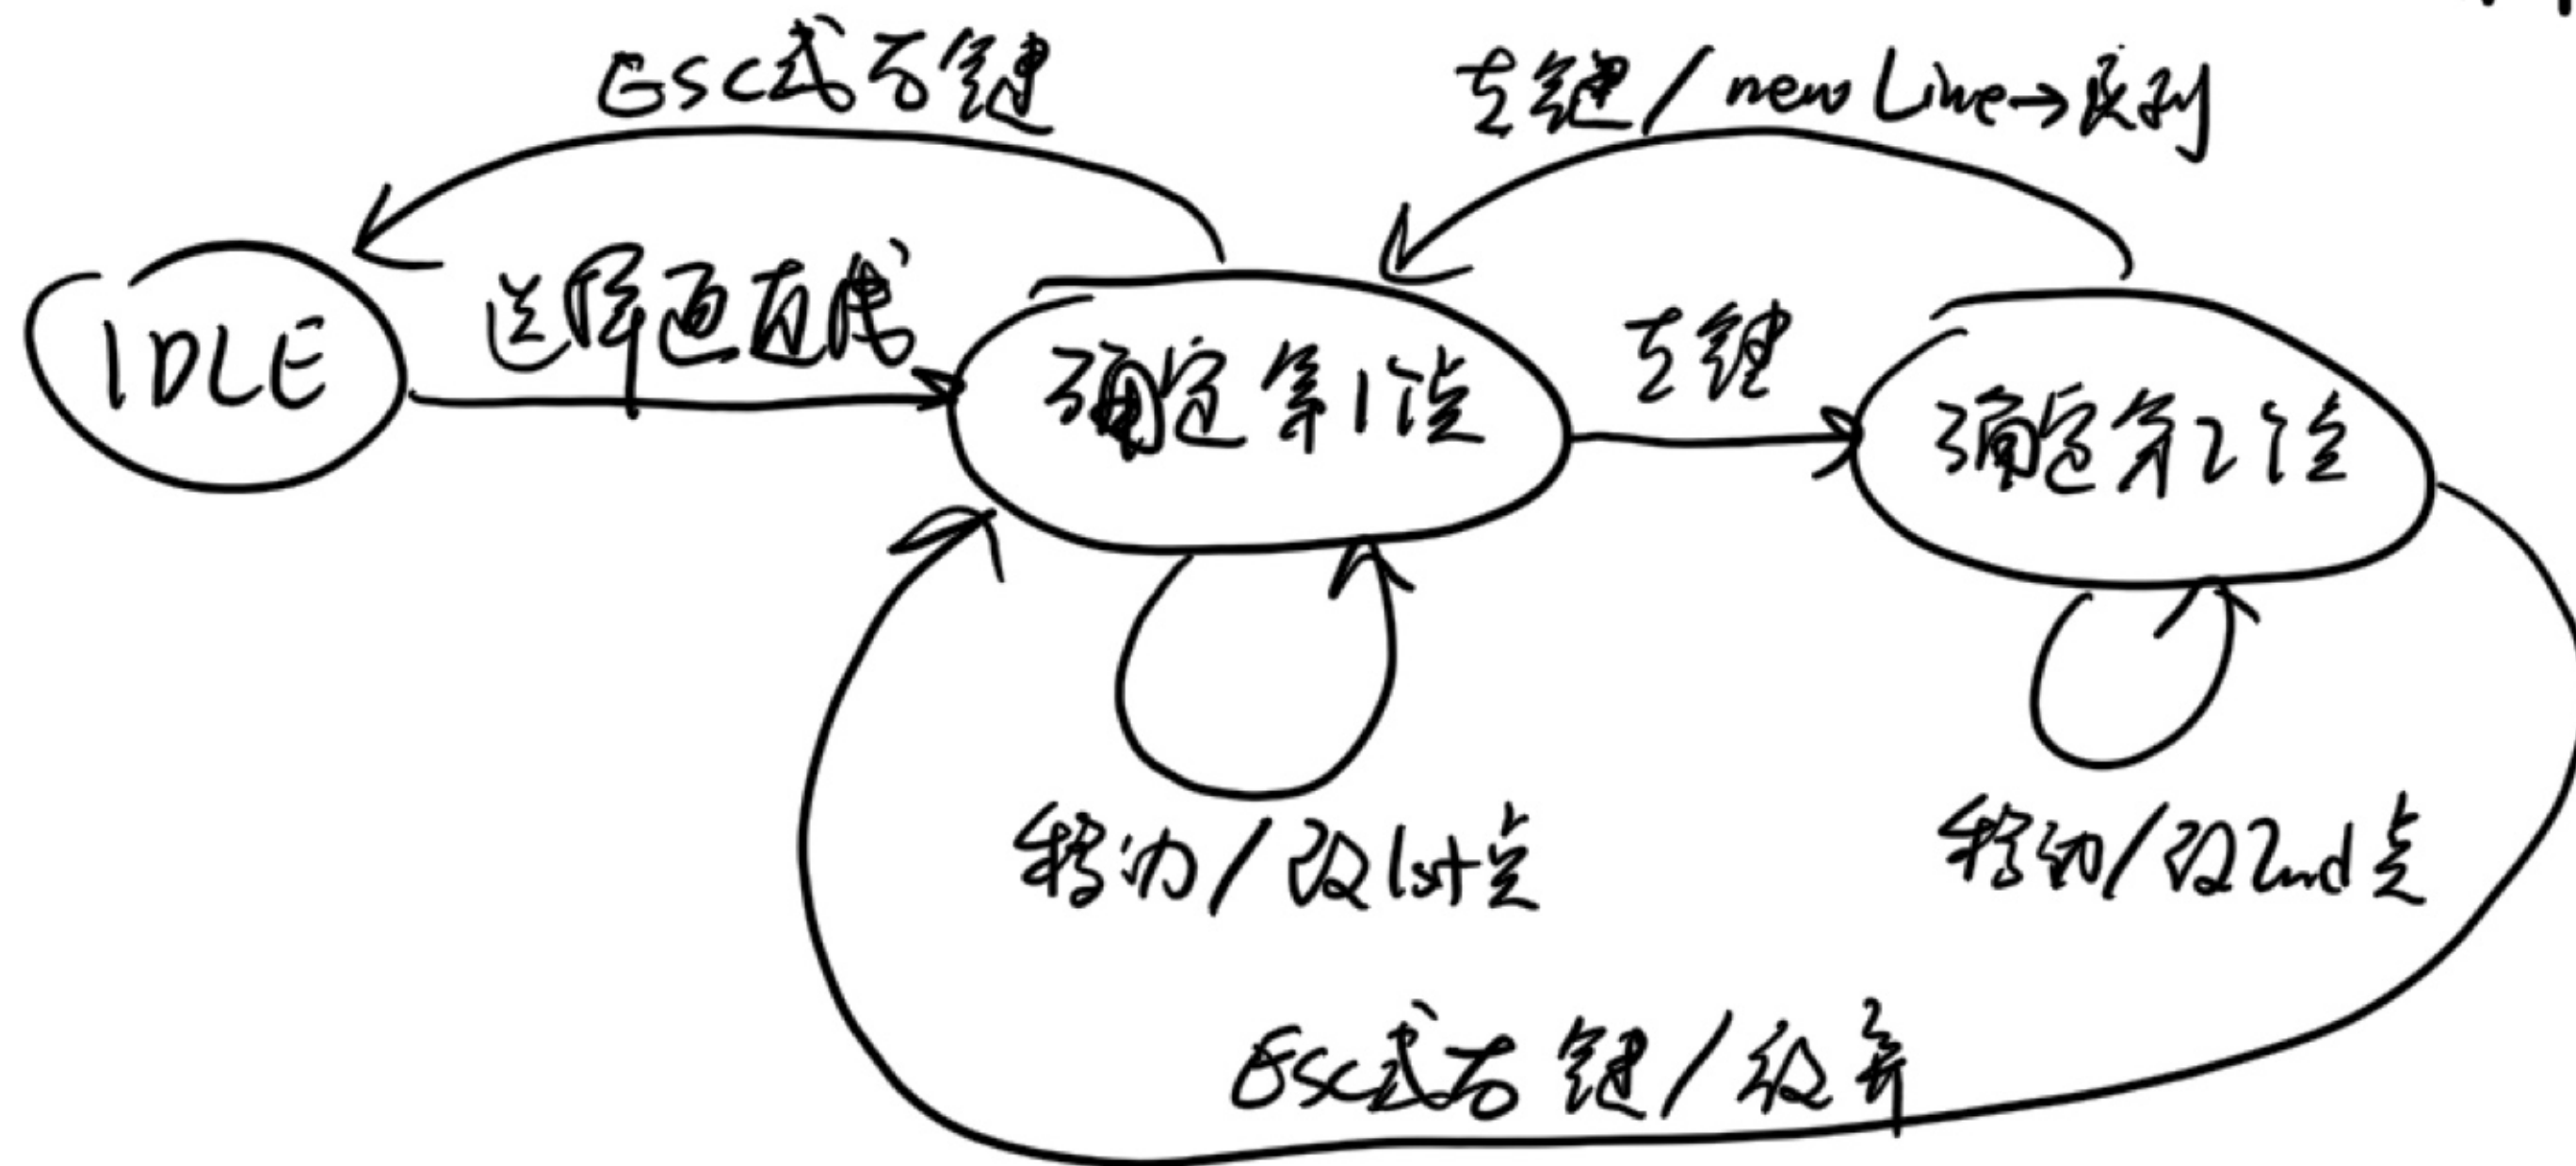 ESC或右键
左键/new Line→队列
IDLE
选择画直线
确定第1个点
左键
确定第2个点
移动/改1st点
移动/改2nd点
ESC或右键/放弃